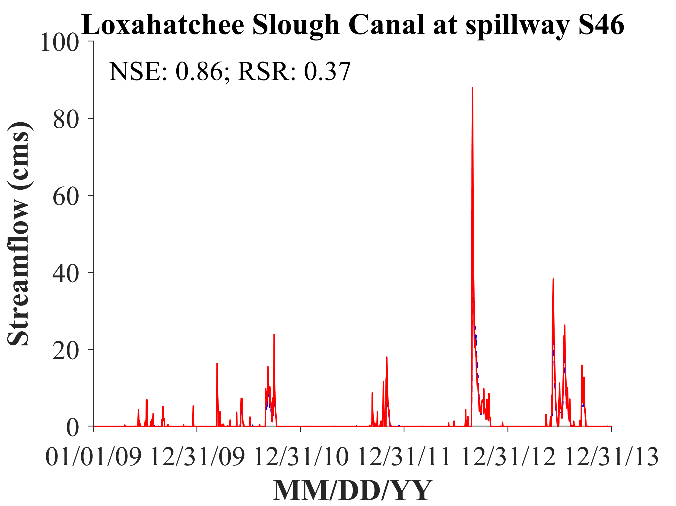 Loxahatchee Slough Canal at spillway S46
NSE: 0.86; RSR: 0.37
Streamflow (cms)
100
80
60
40
20
0
01/01/09 12/31/09 12/31/10 12/31/11 12/31/12 12/31/13
MM/DD/YY